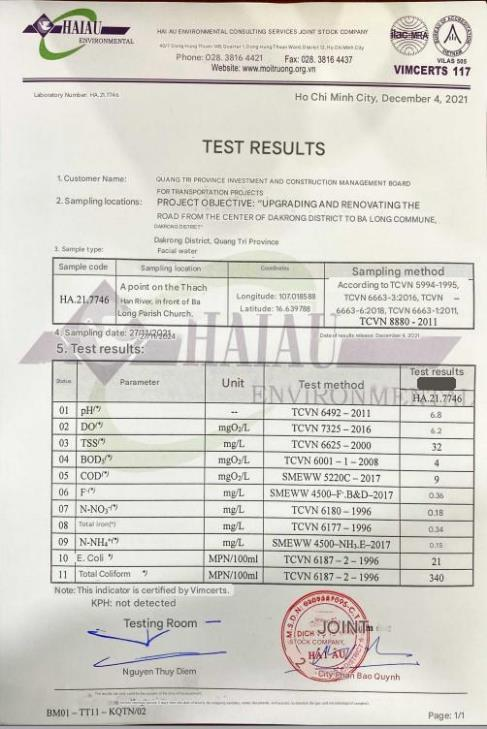 HAIAU
ENVIRONMENTAL
HAI AU ENVIRONMENTAL CONSULTING SERVICES JOINT STOCK COMPANY
Phone: 028. 3816 4421 Fax: 028. 3816 4437
Website: www.moitruong.org.vn
ilac-MRA
BUREAU OF ACCREDITATION
VIETNAM
VILAS 505
VIMCERTS 117
Laboratory Number: HA.21.7746
Ho Chi Minh City, December 4, 2021
TEST RESULTS
1. Customer Name: QUANG TRI PROVINCE INVESTMENT AND CONSTRUCTION MANAGEMENT BOARD
FOR TRANSPORTATION PROJECTS
2. Sampling locations: PROJECT OBJECTIVE: "UPGRADING AND RENOVATING THE
ROAD FROM THE CENTER OF DAKRONG DISTRICT TO BA LONG COMMUNE,
DAKRONG DISTRICT"
Dakrong District, Quang Tri Province
3. Sample type: Facial water
Sample code Sampling location Coordinates Sampling method
HA.21.7746 A point on the Thach Han River, in front of Ba Long Parish Church. Longitude: 107.018588 Latitude: 16.639788 According to TCVN 5994-1995, TCVN 6663-3:2016, TCVN – 6663-6:2018, TCVN 6663-1:2011, TCVN 8880 - 2011
4. Sampling date: 27/11/2021 Date of results release: December 4, 2021
5. Test results:
HAIAU
ENVIRONMENTAL
Status Parameter Unit Test method Test results
HA.21.7746
01 pH(*) -- TCVN 6492 – 2011 6.8
02 DO(*) mgO₂/L TCVN 7325 – 2016 6.2
03 TSS(*) mg/L TCVN 6625 – 2000 32
04 BOD₅(*) mgO₂/L TCVN 6001 – 1 – 2008 4
05 COD(*) mgO₂/L SMEWW 5220C – 2017 9
06 F⁻(*) mg/L SMEWW 4500–F⁻.B&D–2017 0.36
07 N-NO₃⁻(*) mg/L TCVN 6180 – 1996 0.18
08 Total iron(*) mg/L TCVN 6177 – 1996 0.34
09 N-NH₄⁺(*) mg/L SMEWW 4500–NH₃.F–2017 0.15
10 E. Coli *) MPN/100ml TCVN 6187 – 2 – 1996 21
11 Total Coliform *) MPN/100ml TCVN 6187 – 2 – 1996 340
Note: This indicator is certified by Vimcerts.
KPH: not detected
Testing Room –
JOINT
STOCK COMPANY
HAI AU
Nguyen Thuy Diem
City Phan Bao Quynh
BM01 – TT11 – KQTN/02
Page: 1/1